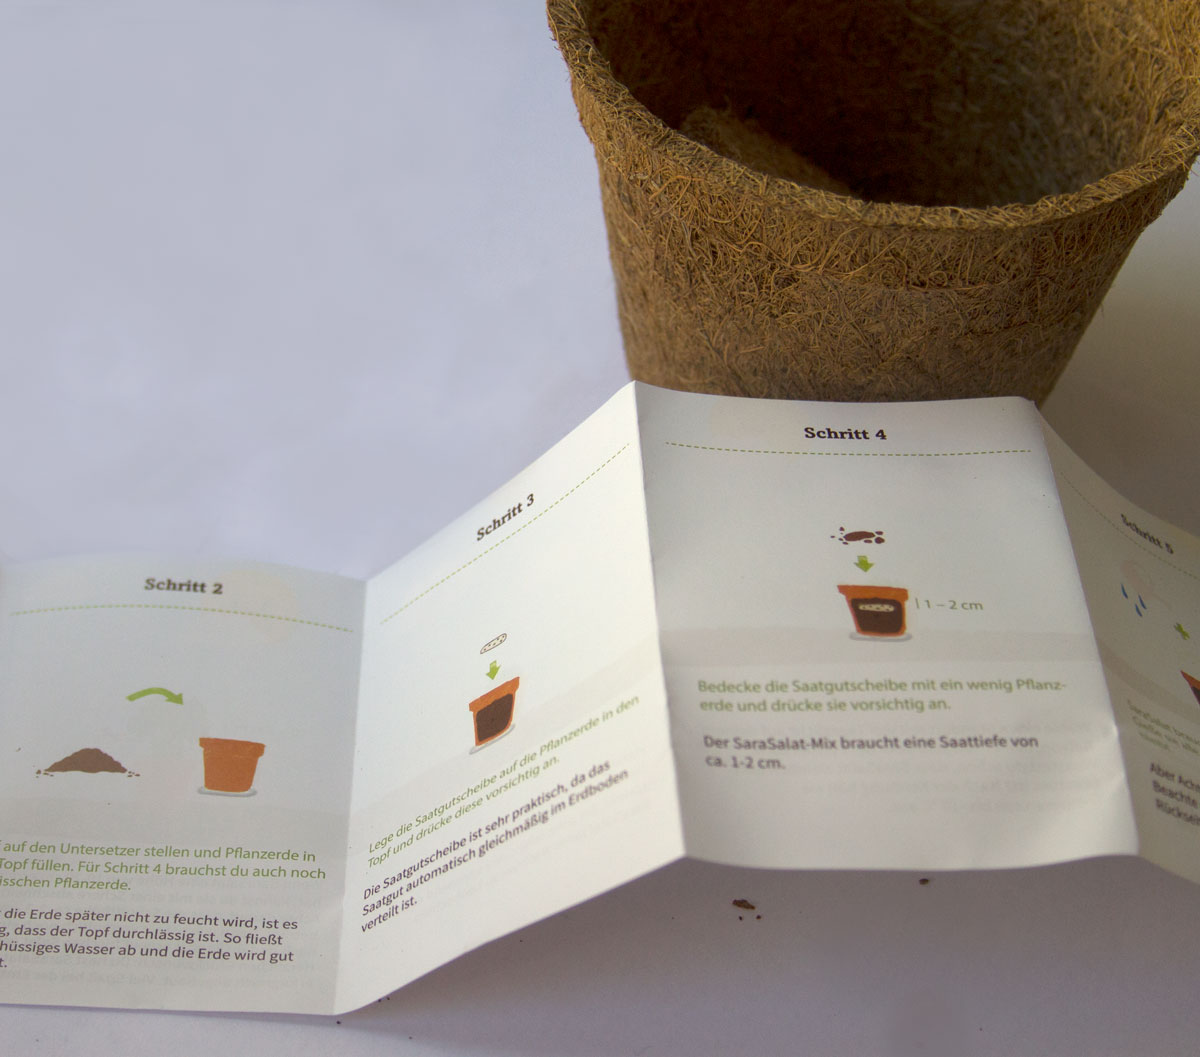 Schritt 2
auf den Untersetzer stellen und Pflanzerde in
Topf füllen. Für Schritt 4 brauchst du auch noch
isschen Pflanzerde.
die Erde später nicht zu feucht wird, ist es
g, dass der Topf durchlässig ist. So fließt
hüssiges Wasser ab und die Erde wird gut
t.
Schritt 3
Lege die Saatgutscheibe auf die Pflanzerde in den
Topf und drücke diese vorsichtig an.
Die Saatgutscheibe ist sehr praktisch, da das
Saatgut automatisch gleichmäßig im Erdboden
verteilt ist.
Schritt 4
1 – 2 cm
Bedecke die Saatgutscheibe mit ein wenig Pflanz-
erde und drücke sie vorsichtig an.
Der SaraSalat-Mix braucht eine Saattiefe von
ca. 1-2 cm.
Schritt 5
SaraSalat
Aber Acht
Beachte
Rückseit